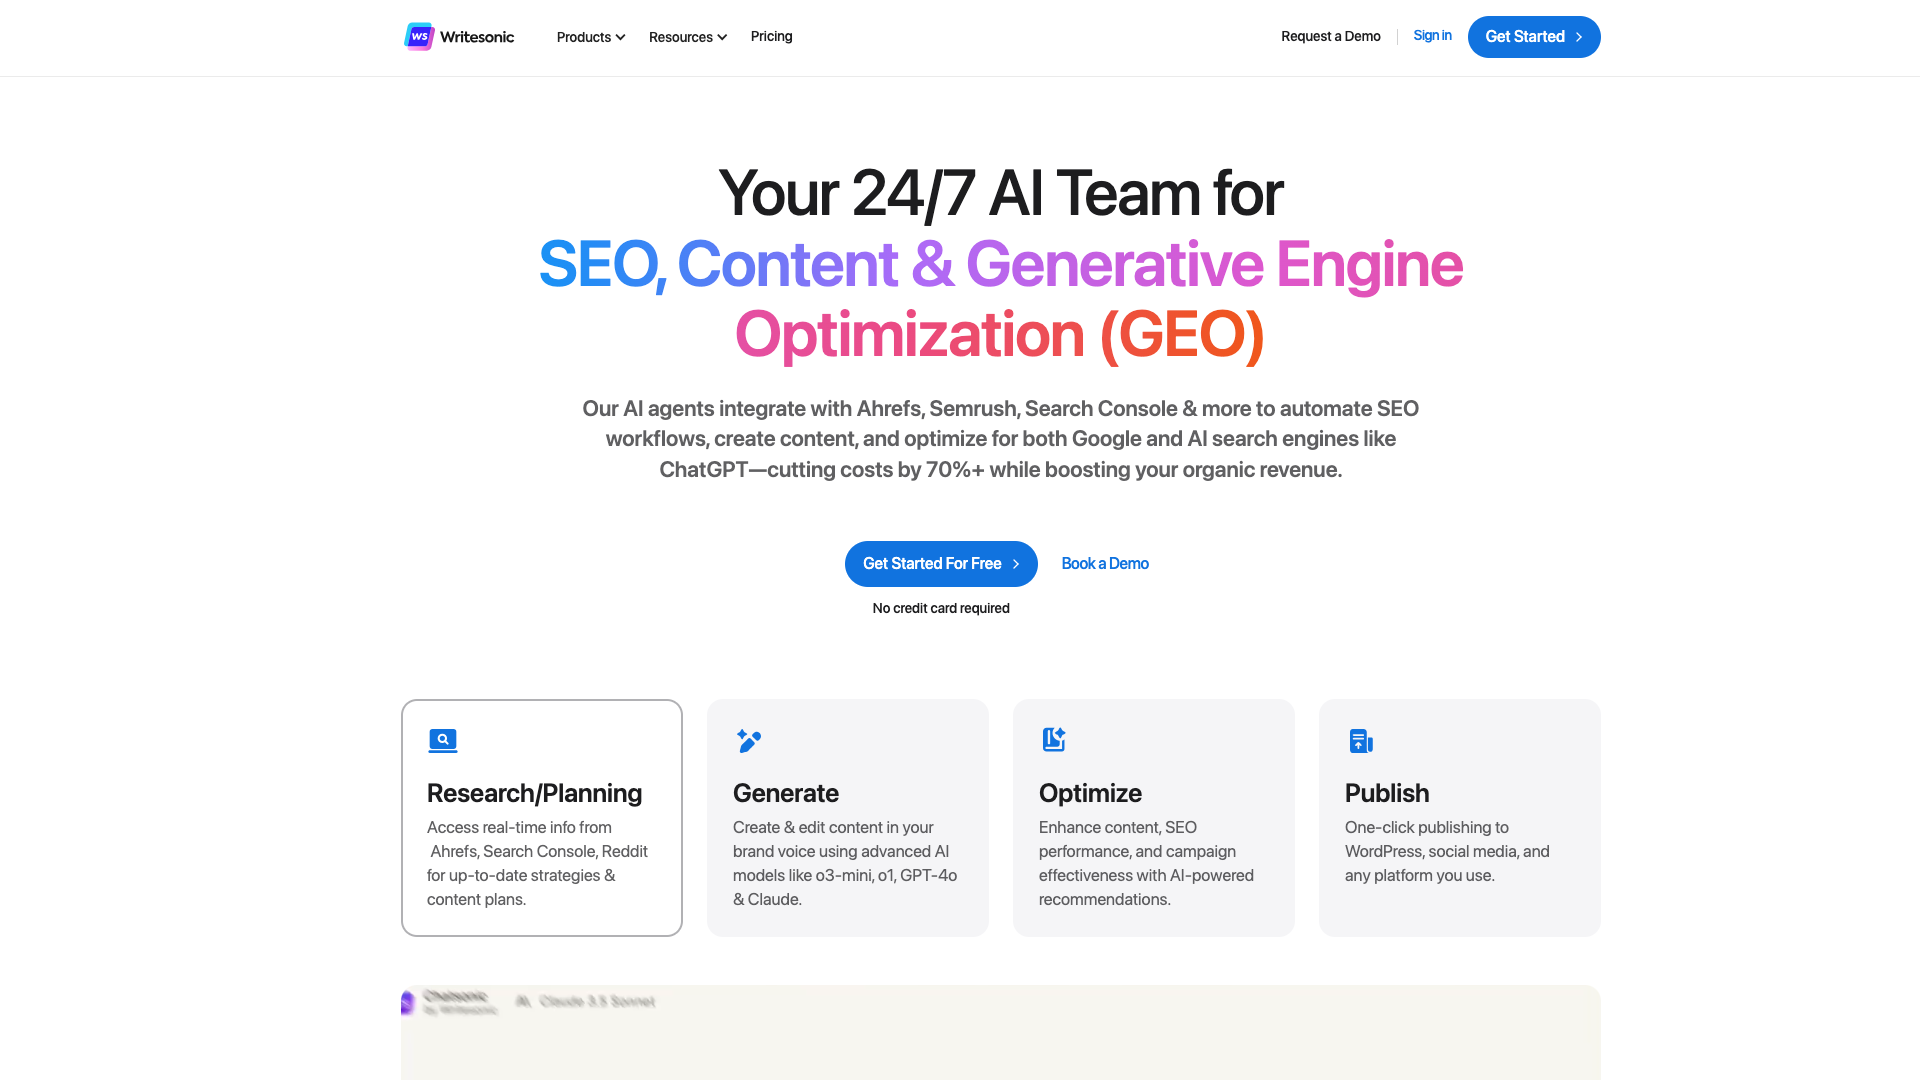 WS Writesonic
Products
Resources
Pricing
Request a Demo
Sign in
Get Started
Your 24/7 AI Team for
SEO, Content & Generative Engine
Optimization (GEO)
Our AI agents integrate with Ahrefs, Semrush, Search Console & more to automate SEO
workflows, create content, and optimize for both Google and AI search engines like
ChatGPT—cutting costs by 70%+ while boosting your organic revenue.
Get Started For Free
Book a Demo
No credit card required
Research/Planning
Access real-time info from
Ahrefs, Search Console, Reddit
for up-to-date strategies &
content plans.
Generate
Create & edit content in your
brand voice using advanced AI
models like o3-mini, o1, GPT-4o
& Claude.
Optimize
Enhance content, SEO
performance, and campaign
effectiveness with AI-powered
recommendations.
Publish
One-click publishing to
WordPress, social media, and
any platform you use.
Chatsonic
by Writesonic
Claude 3.5 Sonnet